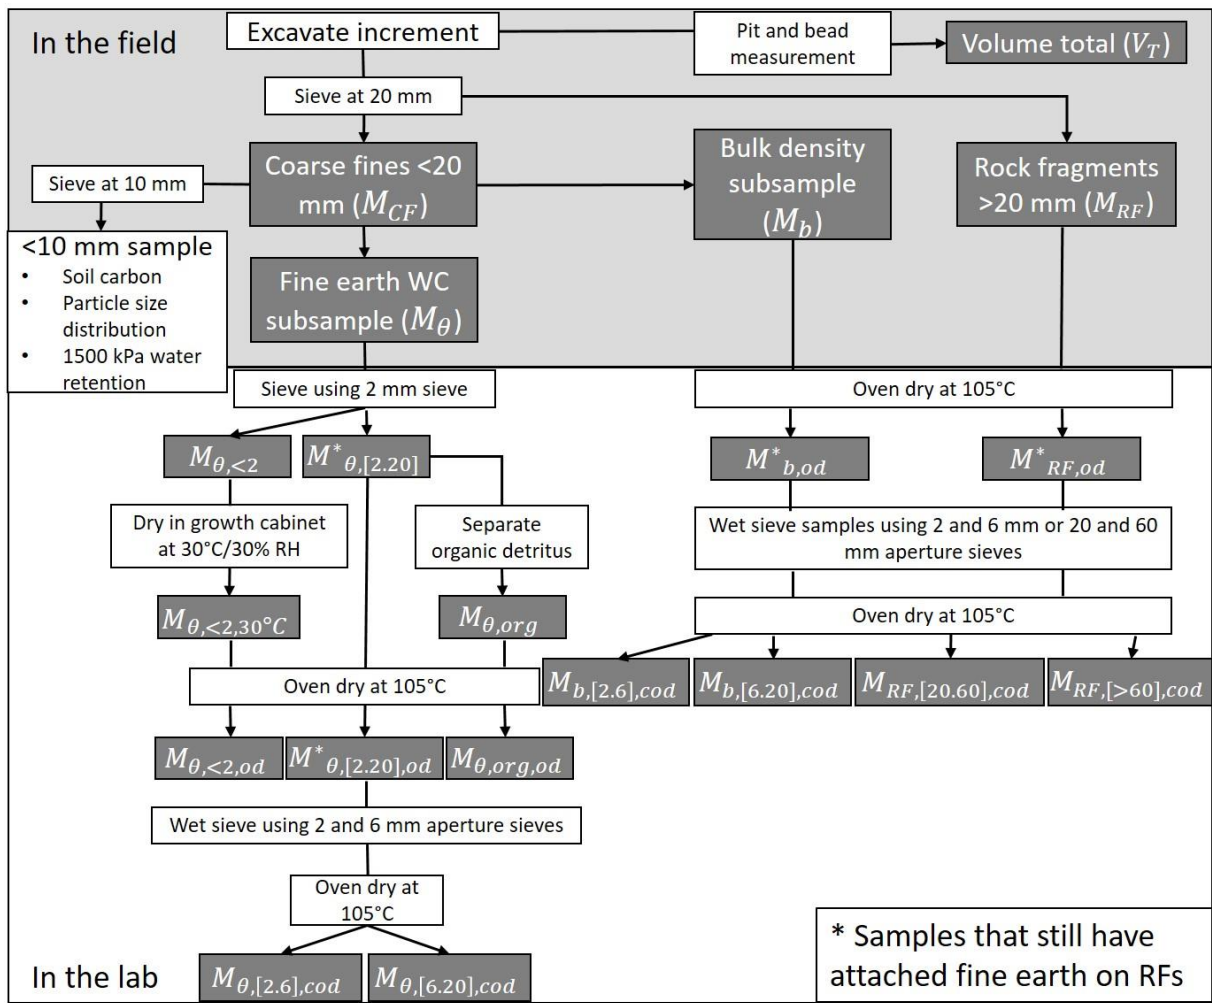 In the field
Excavate increment
Pit and bead
measurement
Volume total (V_T)
Sieve at 20 mm
Sieve at 10 mm
Coarse fines <20
mm (M_CF)
Bulk density
subsample
(M_b)
Rock fragments
>20 mm (M_RF)
<10 mm sample
• Soil carbon
• Particle size
distribution
• 1500 kPa water
retention
Fine earth WC
subsample (M_θ)
Sieve using 2 mm sieve
Oven dry at 105°C
M_θ,<2
M*_θ,[2.20]
M*_b,od
M*_RF,od
Dry in growth cabinet
at 30°C/30% RH
Separate
organic detritus
Wet sieve samples using 2 and 6 mm or 20 and 60
mm aperture sieves
M_θ,<2,30°C
M_θ,org
Oven dry at 105°C
Oven dry at 105°C
M_b,[2.6],cod
M_b,[6.20],cod
M_RF,[20.60],cod
M_RF,[>60],cod
M_θ,<2,od
M*_θ,[2.20],od
M_θ,org,od
Wet sieve using 2 and 6 mm aperture sieves
Oven dry at
105°C
M_θ,[2.6],cod
M_θ,[6.20],cod
In the lab
* Samples that still have
attached fine earth on RFs